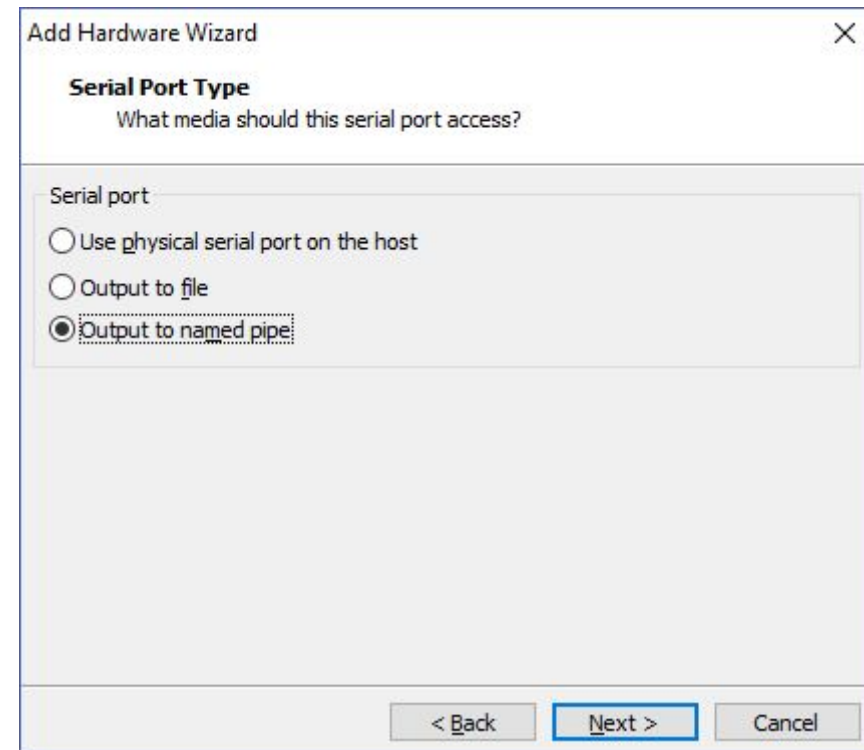 Add Hardware Wizard
Serial Port Type
What media should this serial port access?
Serial port
Use physical serial port on the host
Output to file
Output to named pipe
< Back
Next >
Cancel